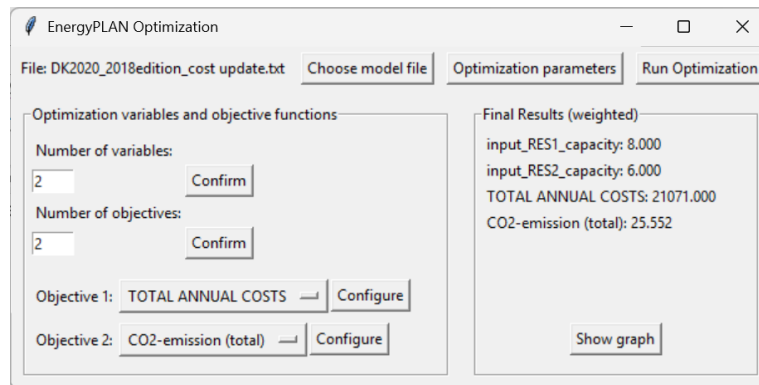 EnergyPLAN Optimization
File: DK2020_2018edition_cost update.txt Choose model file Optimization parameters Run Optimization
Optimization variables and objective functions
Number of variables:
2 Confirm
Number of objectives:
2 Confirm
Objective 1: TOTAL ANNUAL COSTS Configure
Objective 2: CO2-emission (total) Configure
Final Results (weighted)
input_RES1_capacity: 8.000
input_RES2_capacity: 6.000
TOTAL ANNUAL COSTS: 21071.000
CO2-emission (total): 25.552
Show graph